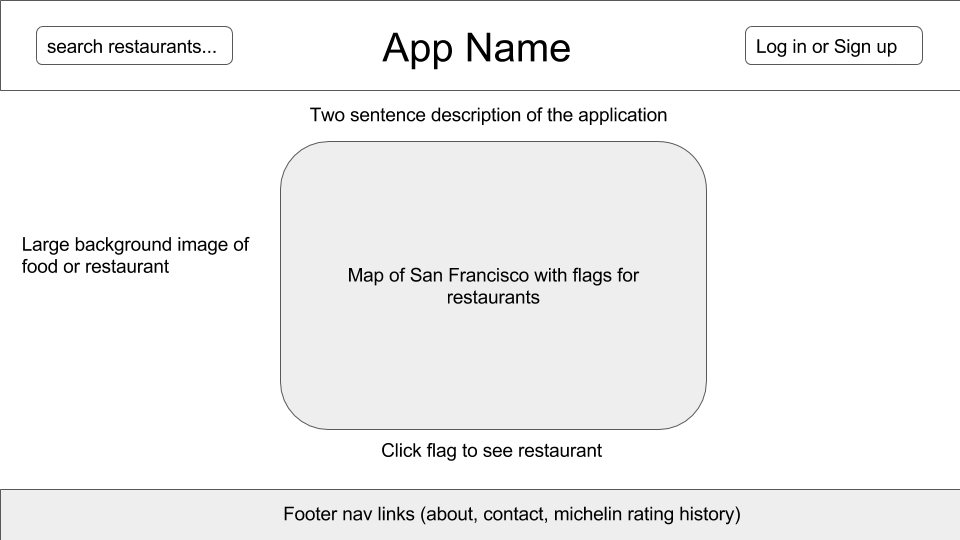 search restaurants...
App Name
Log in or Sign up
Two sentence description of the application
Large background image of
food or restaurant
Map of San Francisco with flags for
restaurants
Click flag to see restaurant
Footer nav links (about, contact, michelin rating history)